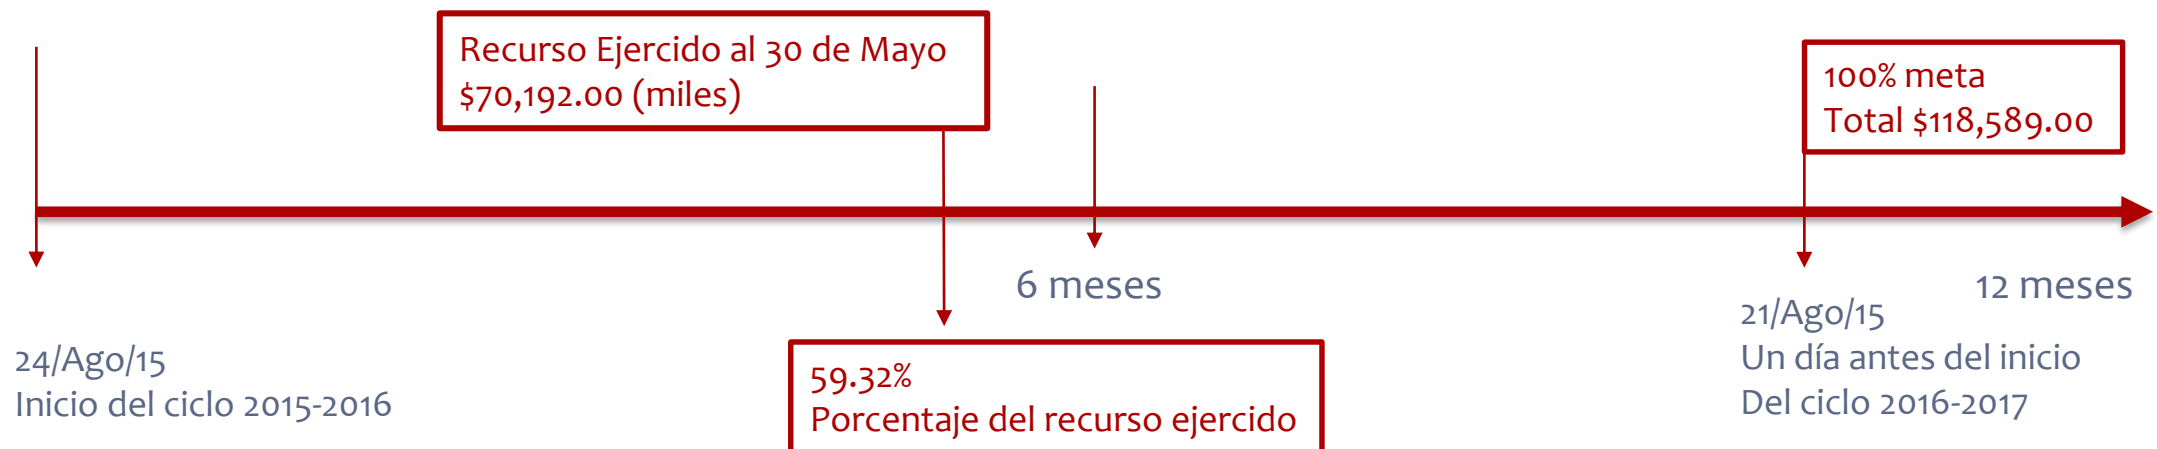 Recurso Ejercido al 30 de Mayo
$70,192.00 (miles)
100% meta
Total $118,589.00
6 meses
12 meses
24/Ago/15
Inicio del ciclo 2015-2016
59.32%
Porcentaje del recurso ejercido
21/Ago/15
Un día antes del inicio
Del ciclo 2016-2017